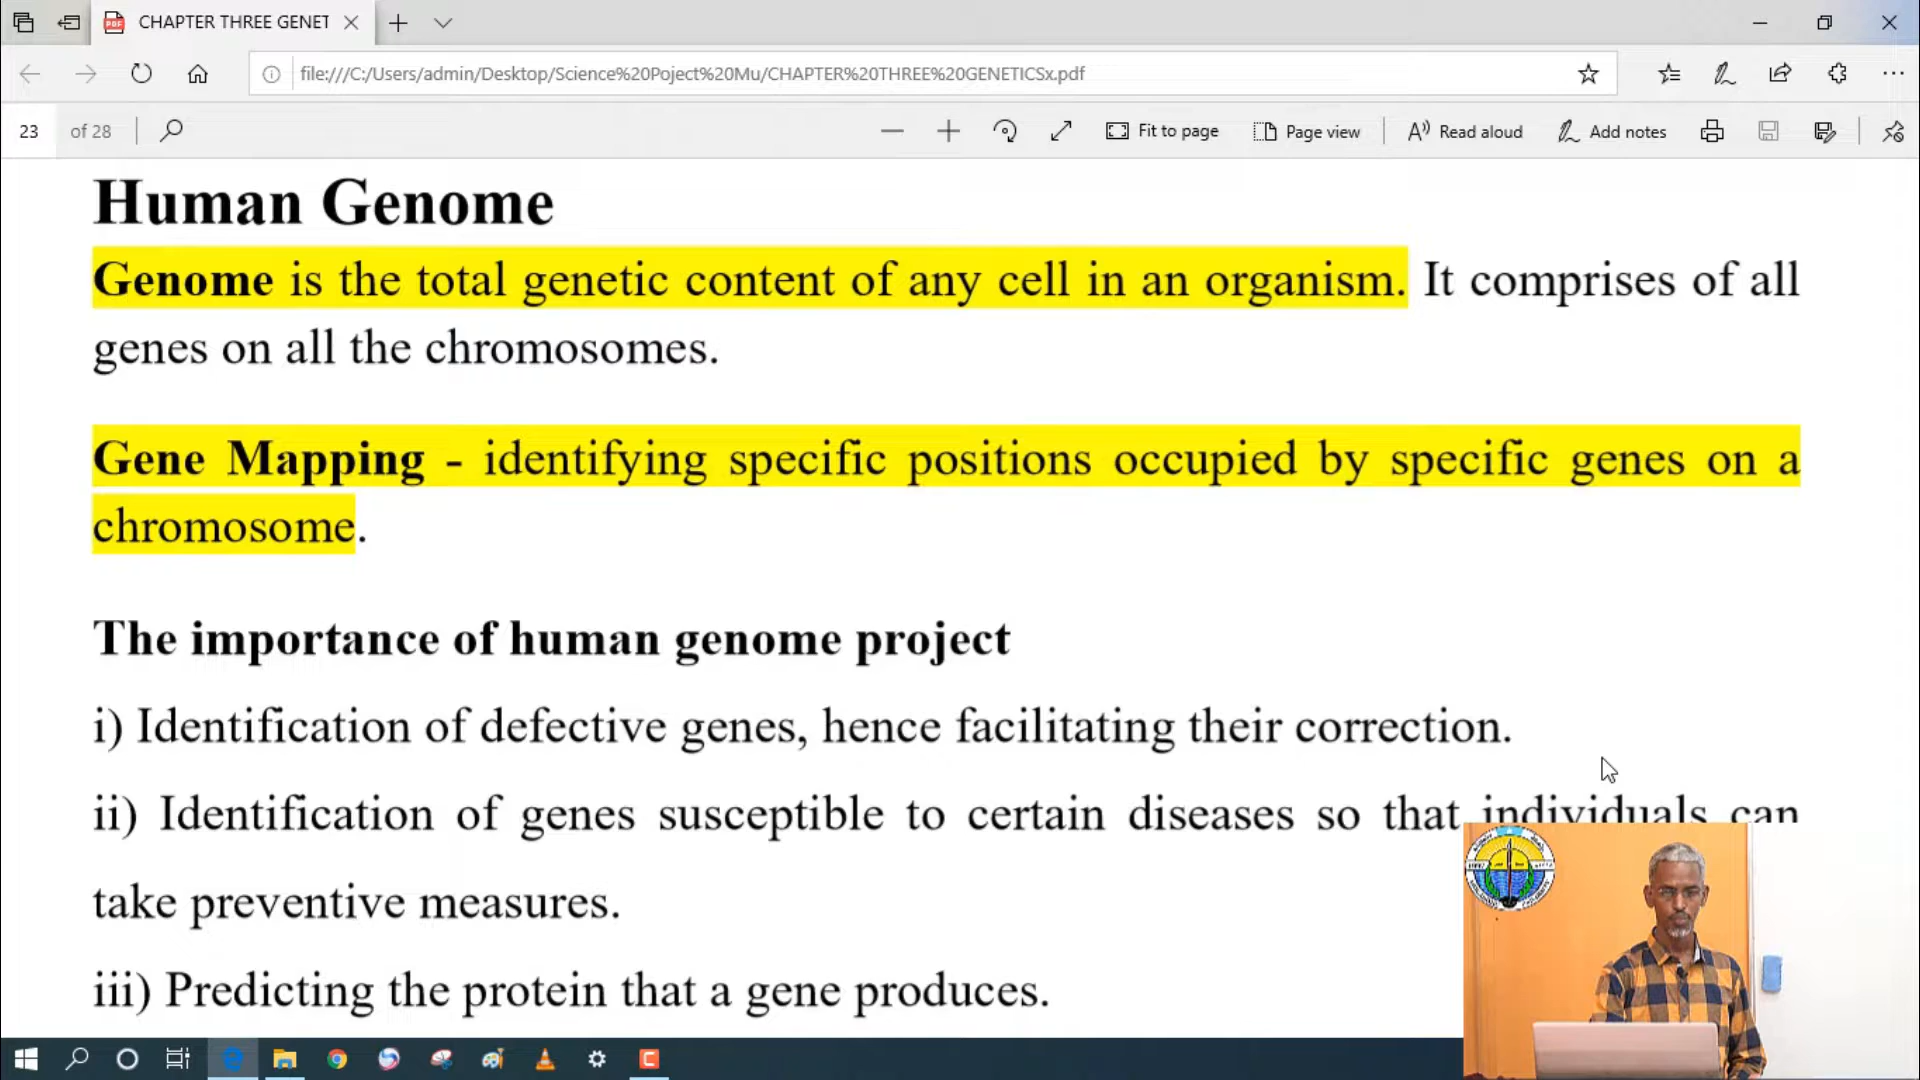 CHAPTER THREE GENET
file:///C:/Users/admin/Desktop/Science%20Poject%20Mu/CHAPTER%20THREE%20GENETICSx.pdf
23 of 28 Fit to page Page view Read aloud Add notes
Human Genome
Genome is the total genetic content of any cell in an organism. It comprises of all
genes on all the chromosomes.
Gene Mapping - identifying specific positions occupied by specific genes on a
chromosome.
The importance of human genome project
i) Identification of defective genes, hence facilitating their correction.
ii) Identification of genes susceptible to certain diseases so that individuals can
take preventive measures.
iii) Predicting the protein that a gene produces.